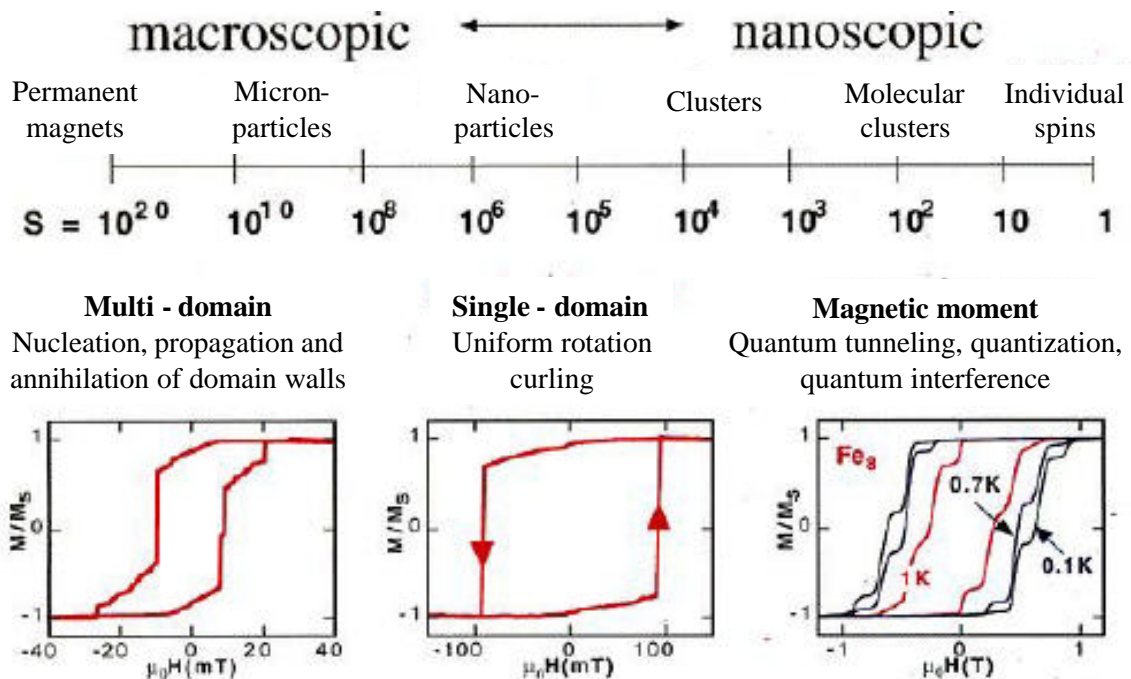 macroscopic nanoscopic
Permanent magnets
Micron- particles
Nano- particles
Clusters
Molecular clusters
Individual spins
S = 10²⁰ 10¹⁰ 10⁸ 10⁶ 10⁵ 10⁴ 10³ 10² 10 1
Multi - domain
Nucleation, propagation and
annihilation of domain walls
Single - domain
Uniform rotation
curling
Magnetic moment
Quantum tunneling, quantization,
quantum interference
M/M_S
1
0
-1
-40 -20 0 20 40
μ₀H(mT)
M/M_S
1
0
-1
-100 0 100
μ₀H(mT)
M/M_S
1
0
-1
Fe₈
0.7K
1K
0.1K
-1 0 1
μ₀H(T)